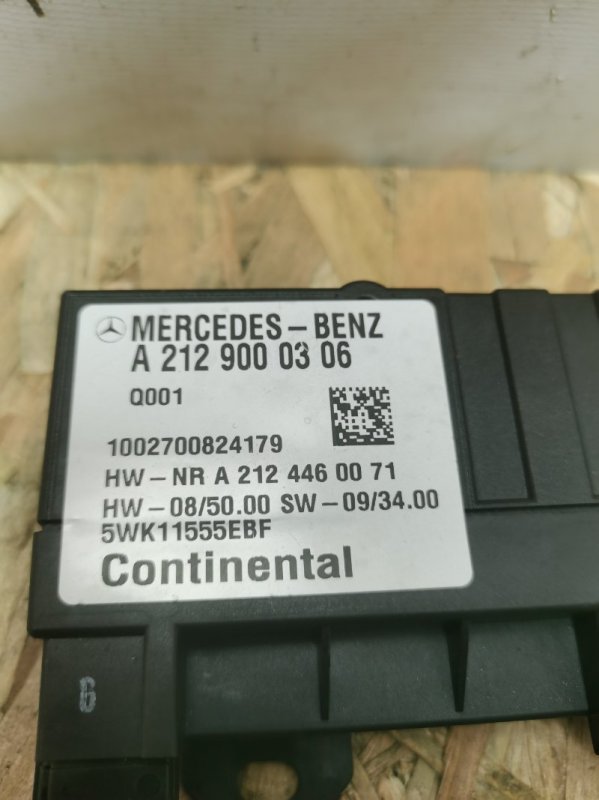 MERCEDES-BENZ
A 212 900 03 06
Q001
1002700824179
HW-NR A 212 446 00 71
HW-08/50.00 SW-09/34.00
5WK11555EBF
Continental
6